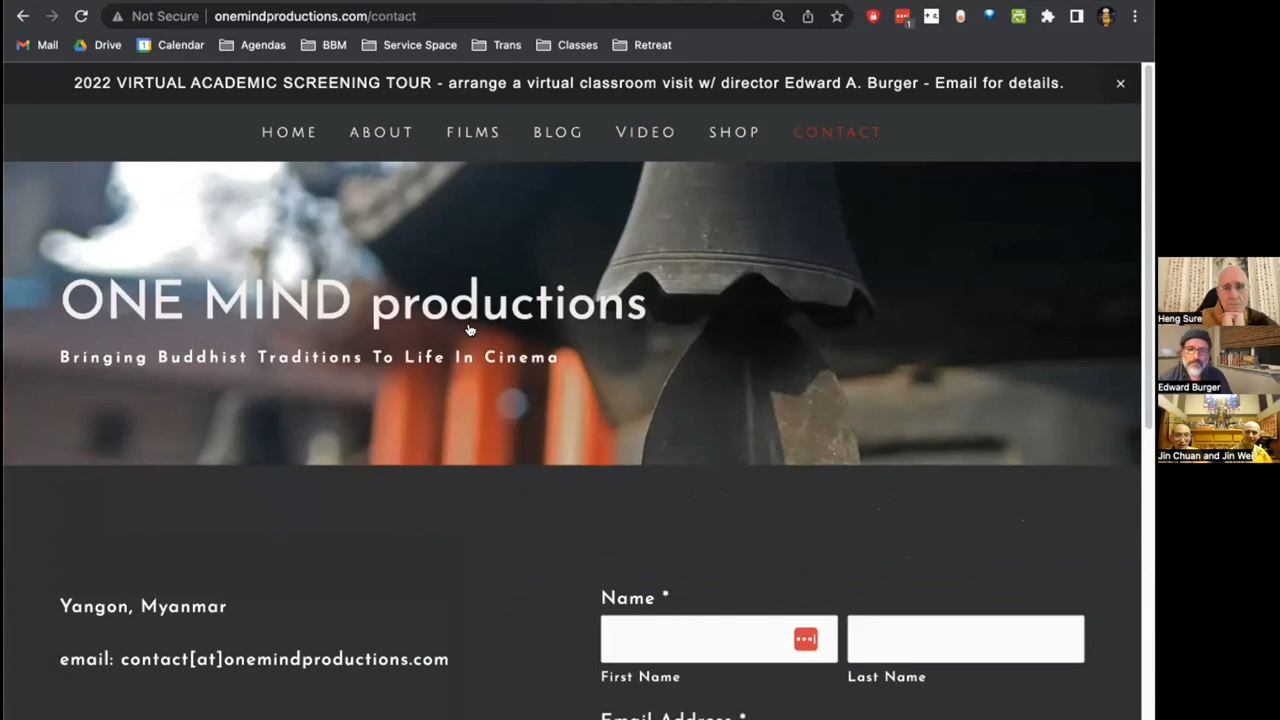 Not Secure | onemindproductions.com/contact
1
Mail
Drive
1 Calendar
Agendas
BBM
Service Space
Trans
Classes
Retreat
2022 VIRTUAL ACADEMIC SCREENING TOUR - arrange a virtual classroom visit w/ director Edward A. Burger - Email for details.
HOME ABOUT FILMS BLOG VIDEO SHOP CONTACT
ONE MIND productions
Bringing Buddhist Traditions To Life In Cinema
Heng Sure
Edward Burger
Jin Chuan and Jin Wei
Yangon, Myanmar
email: contact[at]onemindproductions.com
Name *
First Name
Last Name
Email Address *